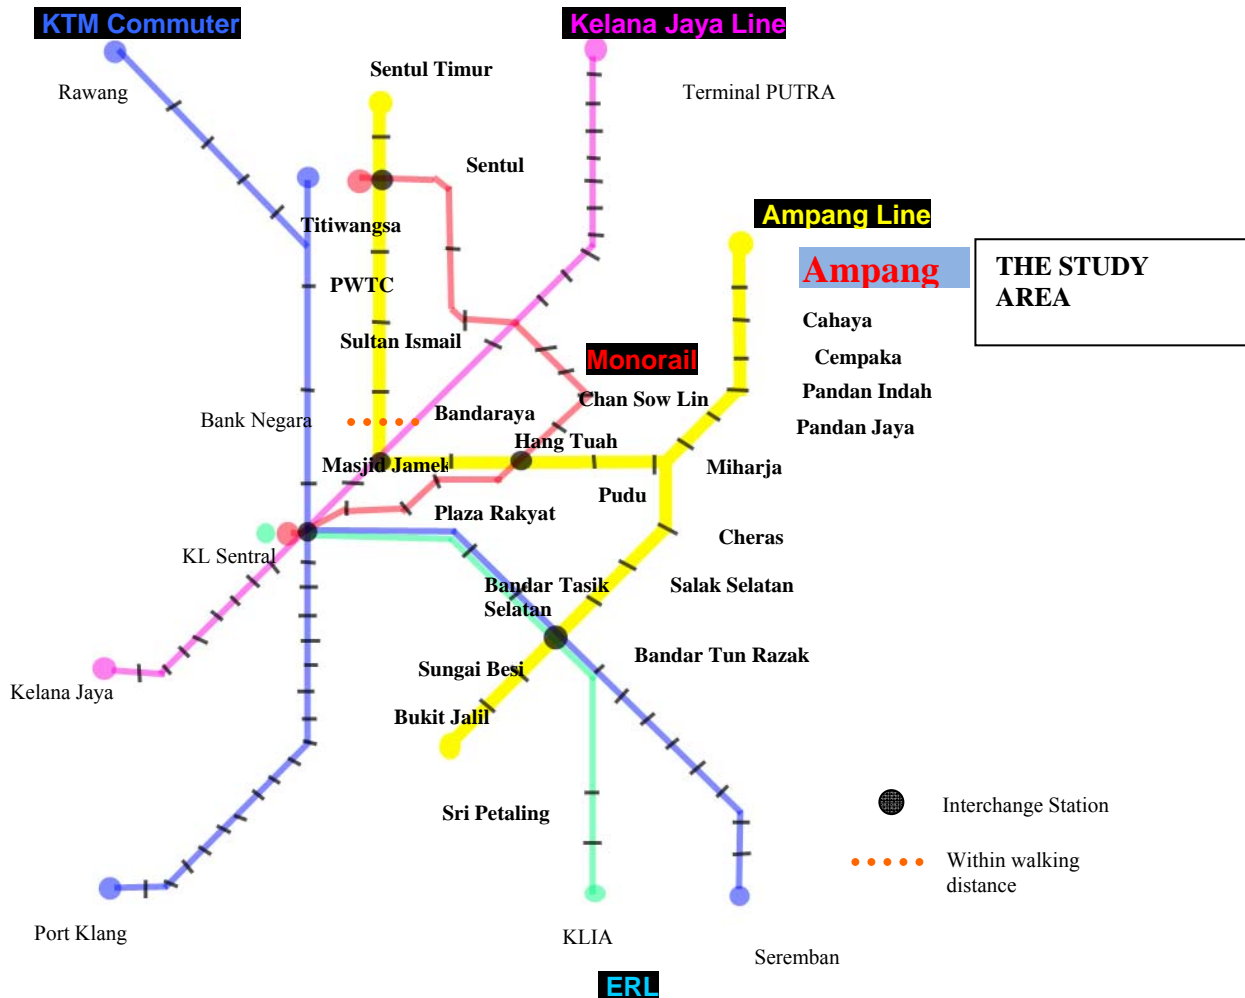 KTM Commuter
Kelana Jaya Line
Sentul Timur
Rawang
Terminal PUTRA
Sentul
Ampang Line
Titiwangsa
Ampang
THE STUDY
AREA
PWTC
Cahaya
Sultan Ismail
Cempaka
Monorail
Pandan Indah
Chan Sow Lin
Bank Negara
Bandaraya
Pandan Jaya
Hang Tuah
Masjid Jamek
Miharja
Pudu
Plaza Rakyat
Cheras
KL Sentral
Bandar Tasik
Selatan
Salak Selatan
Bandar Tun Razak
Sungai Besi
Kelana Jaya
Bukit Jalil
Sri Petaling
Interchange Station
Within walking
distance
Port Klang
KLIA
Seremban
ERL